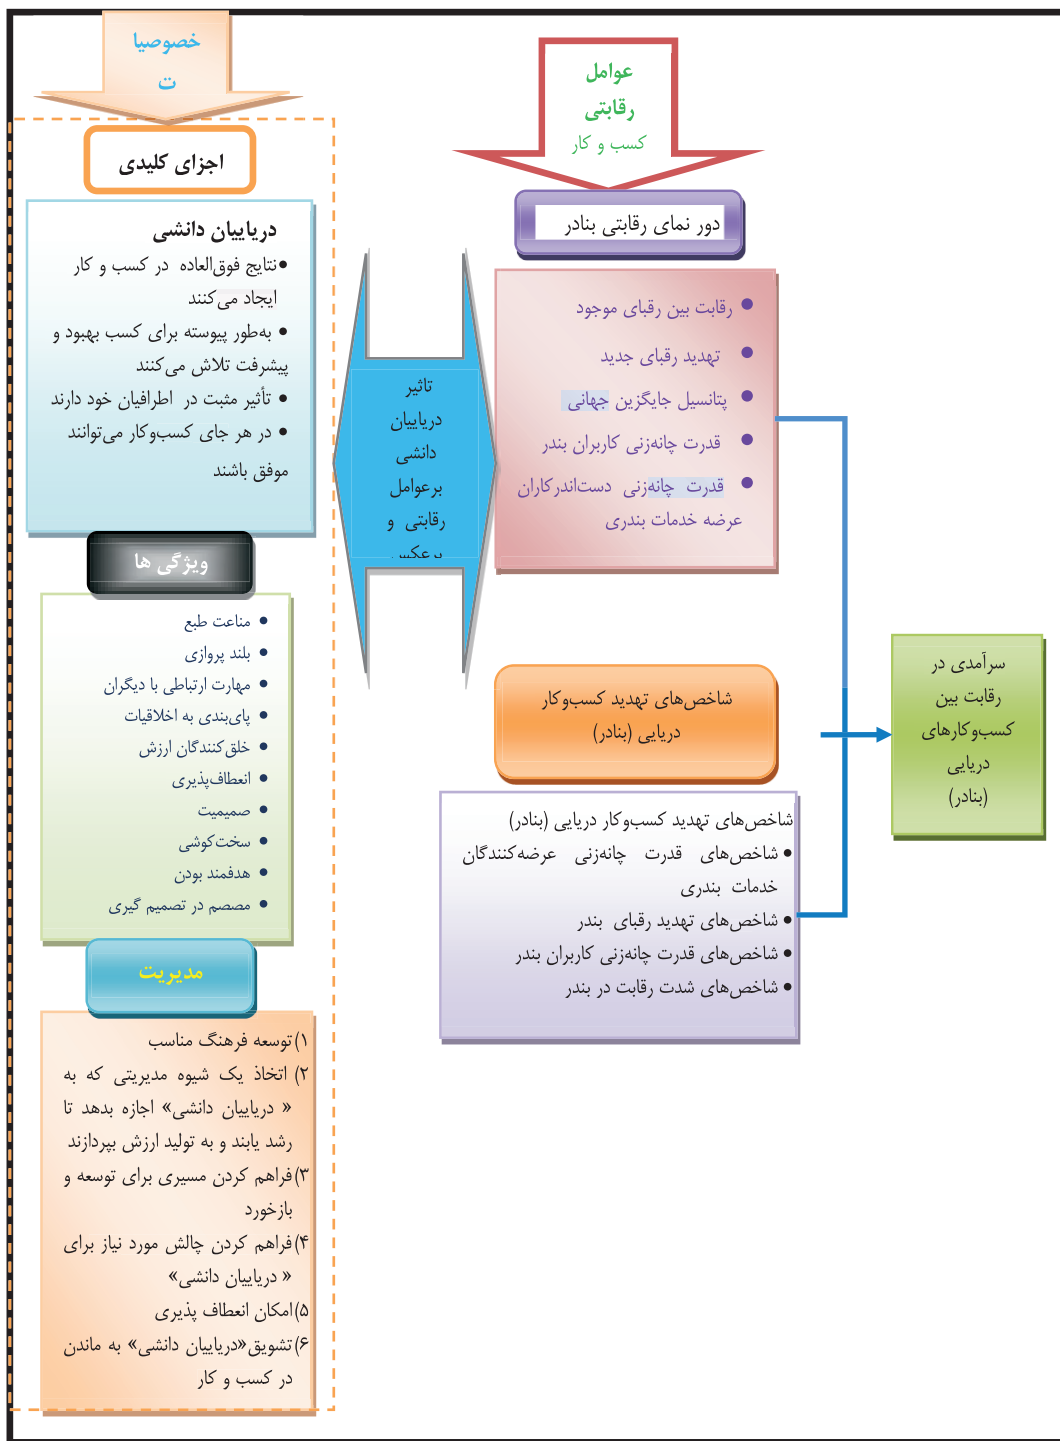 عوامل
رقابتی
کسب و کار
دور نمای رقابتی بنادر
● رقابت بین رقبای موجود
● تهدید رقبای جدید
● پتانسیل جایگزین جهانی
● قدرت چانه‌زنی کاربران بندر
● قدرت چانه‌زنی دست‌اندرکاران
عرضه خدمات بندری
خصوصیا
ت
اجزای کلیدی
دریاییان دانشی
●نتایج فوق‌العاده در کسب و کار
ایجاد می‌کنند
● به‌طور پیوسته برای کسب بهبود و
پیشرفت تلاش می‌کنند
● تأثیر مثبت در اطرافیان خود دارند
● در هر جای کسب‌وکار می‌توانند
موفق باشند
ویژگی ها
● مناعت طبع
● بلند پروازی
● مهارت ارتباطی با دیگران
● پای‌بندی به اخلاقیات
● خلق‌کنندگان ارزش
● انعطاف‌پذیری
● صمیمیت
● سخت‌کوشی
● هدفمند بودن
● مصصم در تصمیم گیری
مدیریت
۱)توسعه فرهنگ مناسب
۲) اتخاذ یک شیوه مدیریتی که به
« دریاییان دانشی» اجازه بدهد تا
رشد یابند و به تولید ارزش بپردازند
۳)فراهم کردن مسیری برای توسعه و
بازخورد
۴)فراهم کردن چالش مورد نیاز برای
« دریاییان دانشی»
۵)امکان انعطاف پذیری
۶)تشویق«دریاییان دانشی» به ماندن
در کسب و کار
تاثیر
دریاییان
دانشی
برعوامل
رقابتی و
برعکس
شاخص‌های تهدید کسب‌وکار
دریایی (بنادر)
شاخص‌های تهدید کسب‌وکار دریایی (بنادر)
● شاخص‌های قدرت چانه‌زنی عرضه‌کنندگان
خدمات بندری
● شاخص‌های تهدید رقبای بندر
● شاخص‌های قدرت چانه‌زنی کاربران بندر
● شاخص‌های شدت رقابت در بندر
سرآمدی در
رقابت بین
کسب‌وکارهای
دریایی
(بنادر)